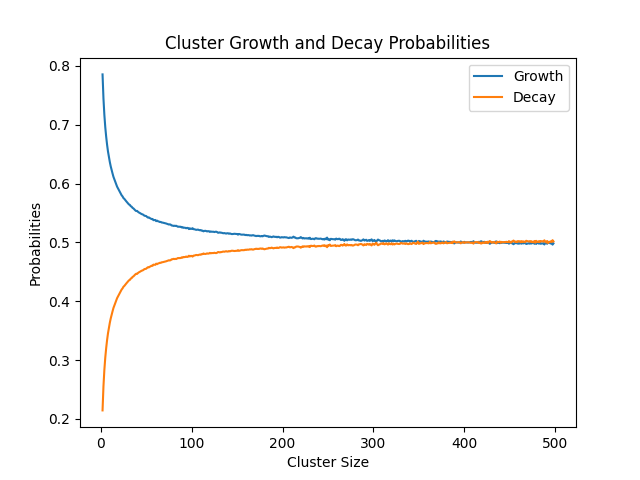 Cluster Growth and Decay Probabilities
Growth
Decay
Probabilities
0.8
0.7
0.6
0.5
0.4
0.3
0.2
0
100
200
300
400
500
Cluster Size